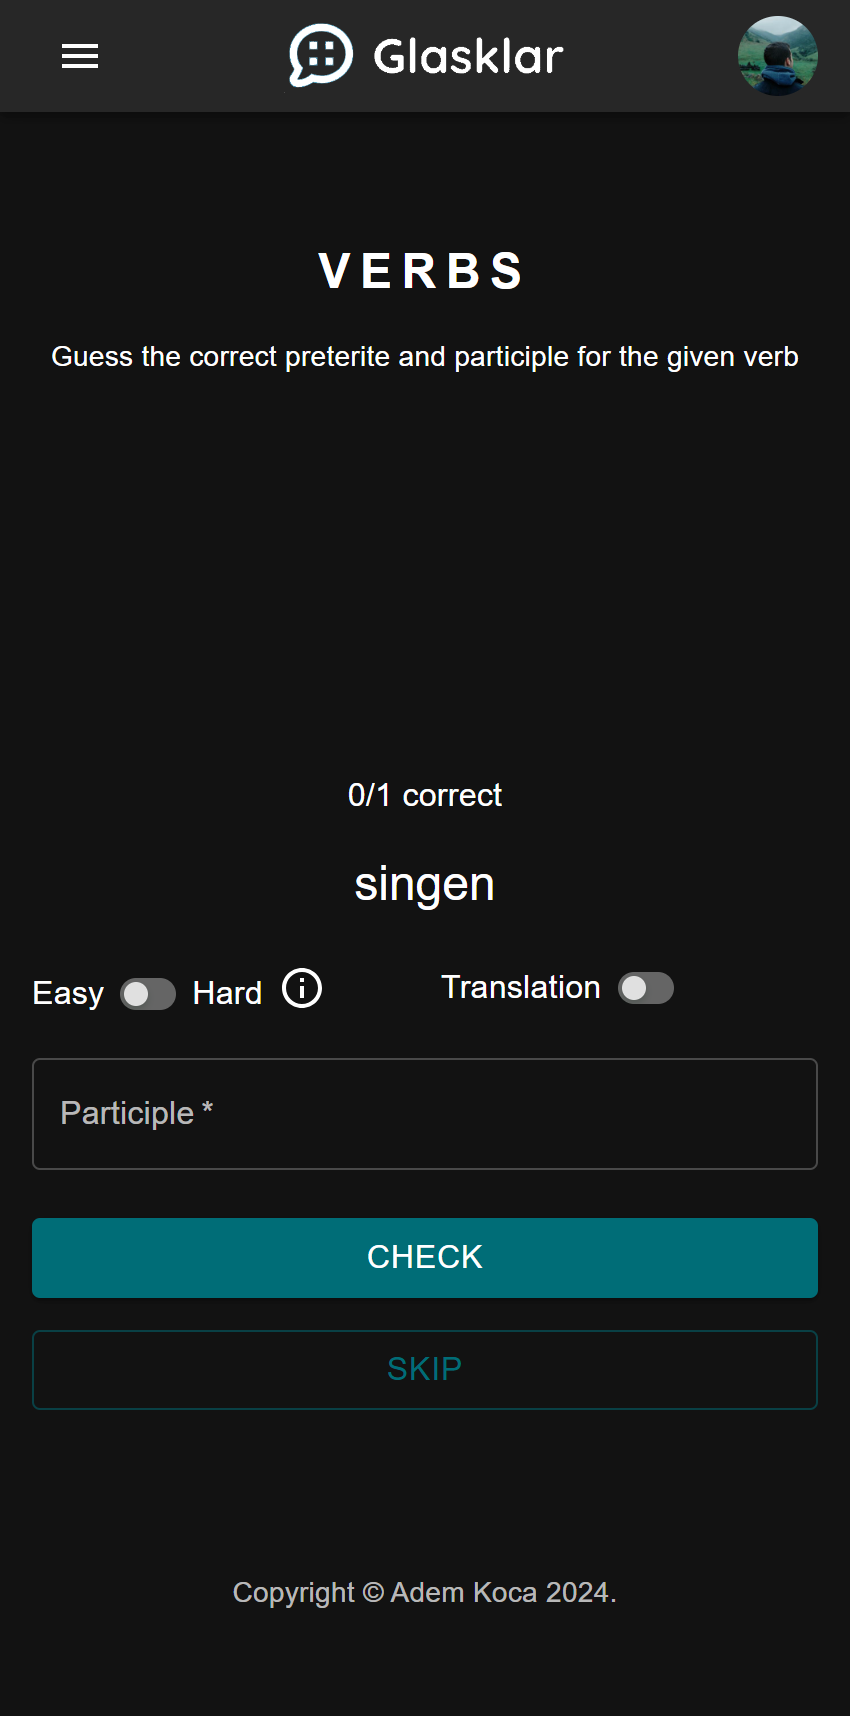 Glasklar
VERBS
Guess the correct preterite and participle for the given verb
0/1 correct
singen
Easy Hard Translation
Participle *
CHECK
SKIP
Copyright © Adem Koca 2024.